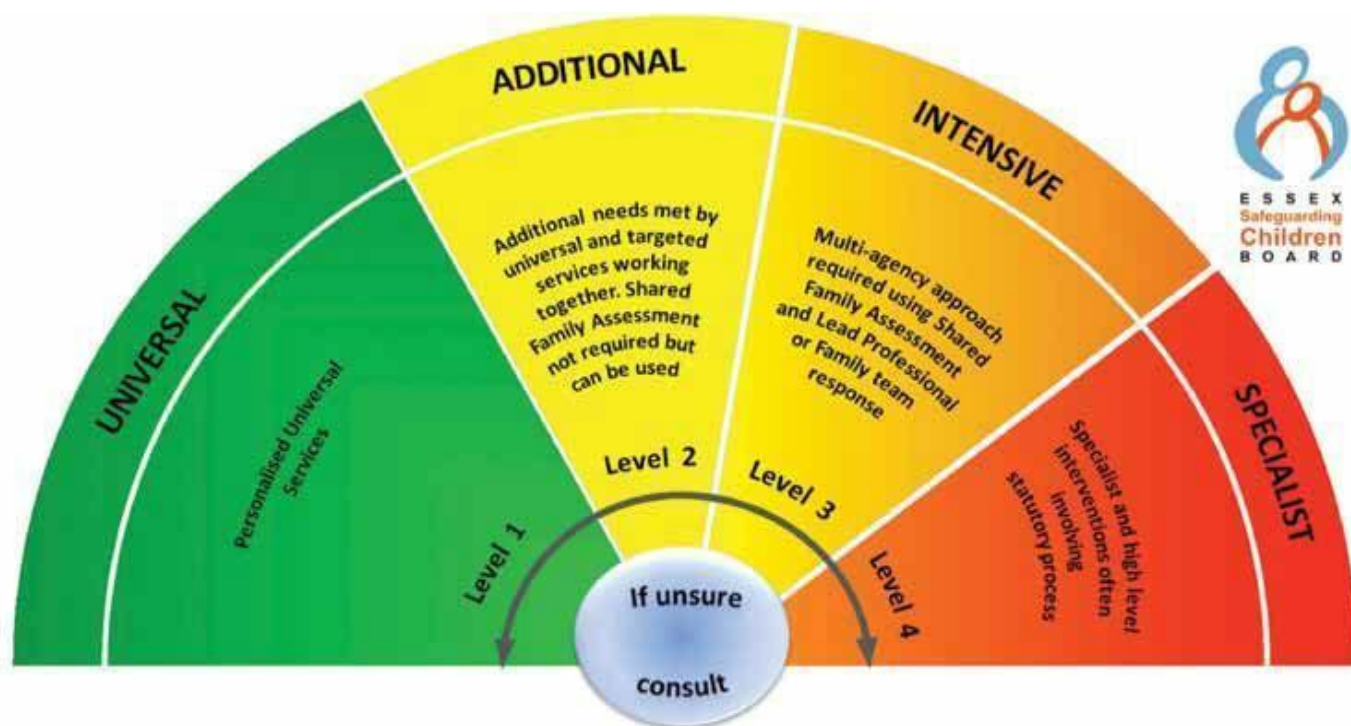 UNIVERSAL
Personalised Universal
Services
Level 1
ADDITIONAL
Additional needs met by
universal and targeted
services working
together. Shared
Family Assessment
not required but
can be used
Level 2
INTENSIVE
Multi-agency approach
required using Shared
Family Assessment
and Lead Professional
or Family team
response
Level 3
SPECIALIST
Specialist and high level
interventions often
involving
statutory process
Level 4
If unsure
consult
ESSEX
Safeguarding
Children
BOARD